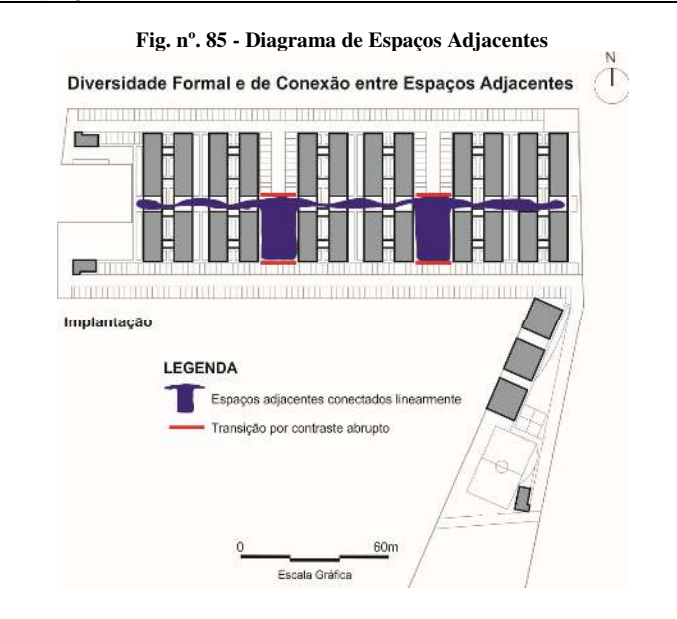 Fig. nº. 85 - Diagrama de Espaços Adjacentes
N
Diversidade Formal e de Conexão entre Espaços Adjacentes
Implantação
LEGENDA
Espaços adjacentes conectados linearmente
Transição por contraste abrupto
0 60m
Escala Gráfica